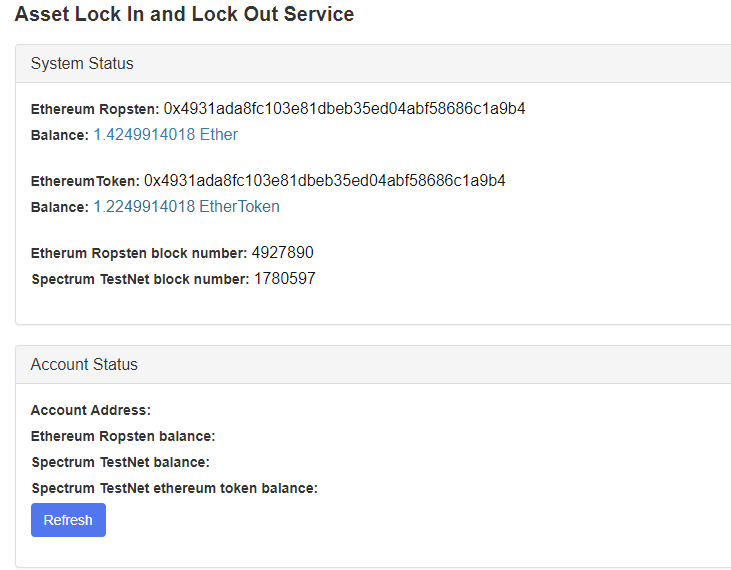 Asset Lock In and Lock Out Service
System Status
Ethereum Ropsten: 0x4931ada8fc103e81dbeb35ed04abf58686c1a9b4
Balance: 1.4249914018 Ether
EthereumToken: 0x4931ada8fc103e81dbeb35ed04abf58686c1a9b4
Balance: 1.2249914018 EtherToken
Etherum Ropsten block number: 4927890
Spectrum TestNet block number: 1780597
Account Status
Account Address:
Ethereum Ropsten balance:
Spectrum TestNet balance:
Spectrum TestNet ethereum token balance:
Refresh